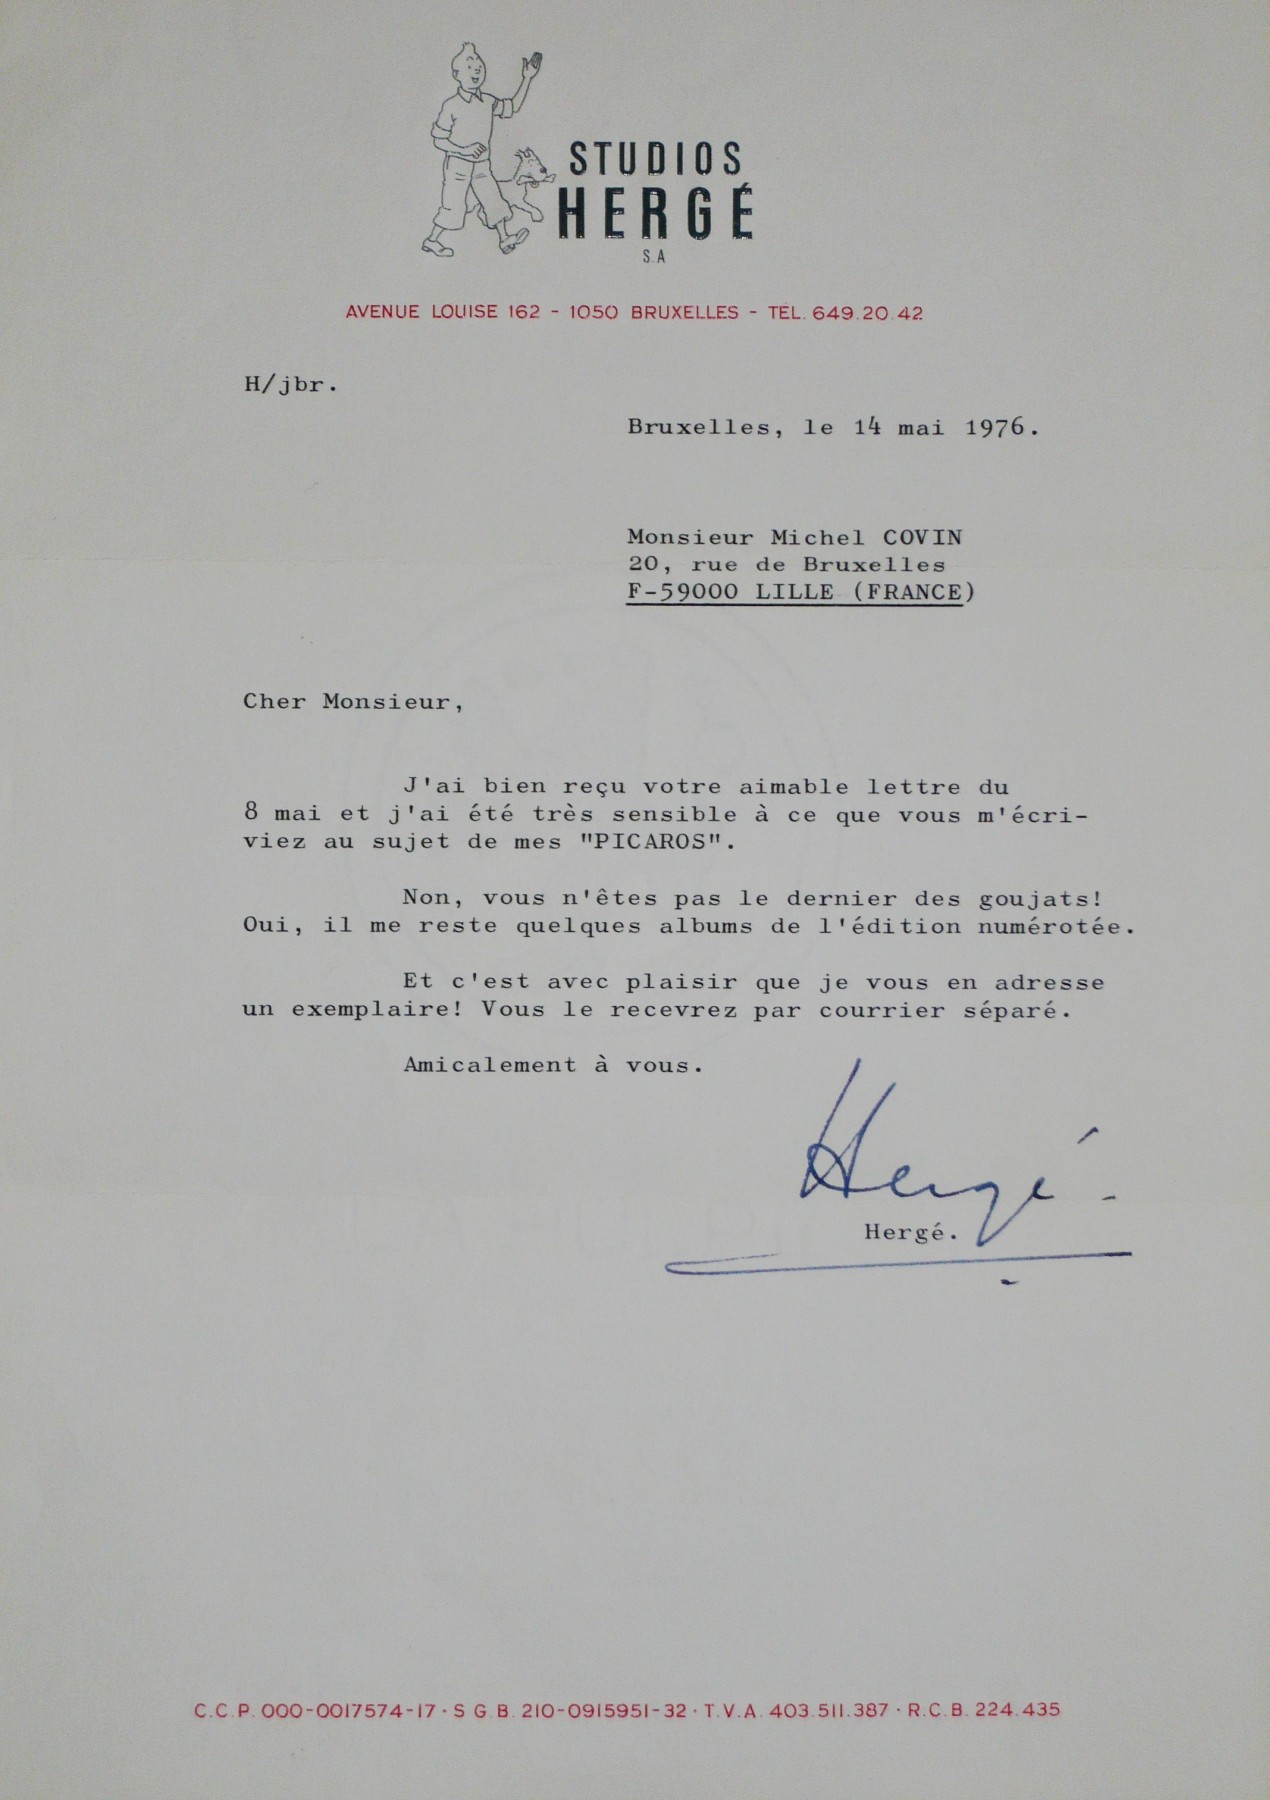 STUDIOS
HERGÉ
S.A
AVENUE LOUISE 162 - 1050 BRUXELLES - TÉL. 649.20.42
H/jbr.
Bruxelles, le 14 mai 1976.
Monsieur Michel COVIN
20, rue de Bruxelles
F-59000 LILLE (FRANCE)
Cher Monsieur,
J'ai bien reçu votre aimable lettre du
8 mai et j'ai été très sensible à ce que vous m'écri-
viez au sujet de mes "PICAROS".
Non, vous n'êtes pas le dernier des goujats!
Oui, il me reste quelques albums de l'édition numérotée.
Et c'est avec plaisir que je vous en adresse
un exemplaire! Vous le recevrez par courrier séparé.
Amicalement à vous.
Hergé.
Hergé.
C.C.P. 000-0017574-17 · S.G.B. 210-0915951-32 · T.V.A. 403.511.387 · R.C.B. 224.435